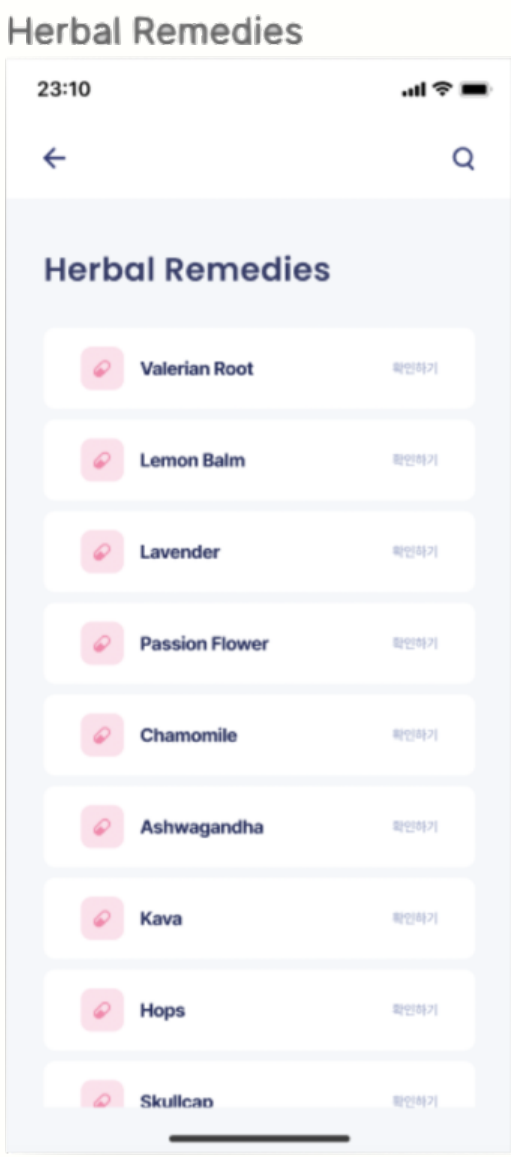 Herbal Remedies
23:10
Herbal Remedies
Valerian Root 확인하기
Lemon Balm 확인하기
Lavender 확인하기
Passion Flower 확인하기
Chamomile 확인하기
Ashwagandha 확인하기
Kava 확인하기
Hops 확인하기
Skullcap 확인하기